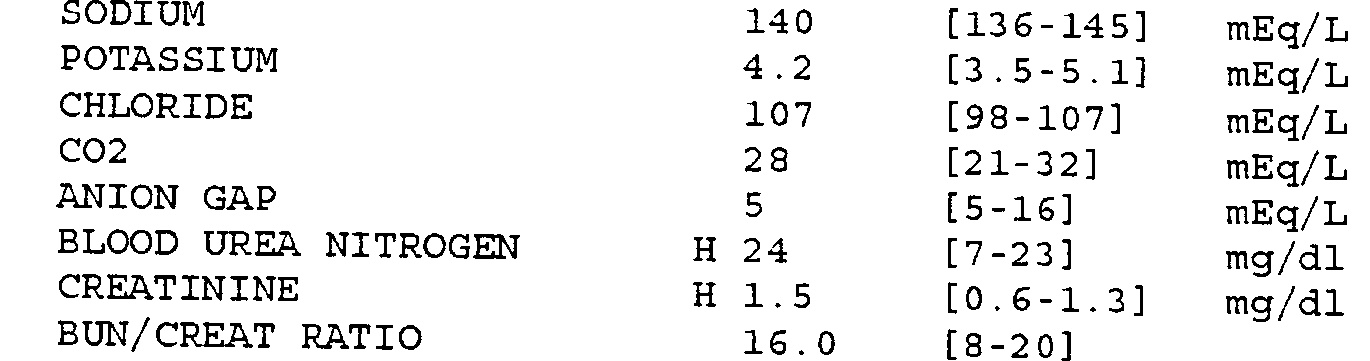 SODIUM 140 [136-145] mEq/L
POTASSIUM 4.2 [3.5-5.1] mEq/L
CHLORIDE 107 [98-107] mEq/L
CO2 28 [21-32] mEq/L
ANION GAP 5 [5-16] mEq/L
BLOOD UREA NITROGEN H 24 [7-23] mg/dl
CREATININE H 1.5 [0.6-1.3] mg/dl
BUN/CREAT RATIO 16.0 [8-20]